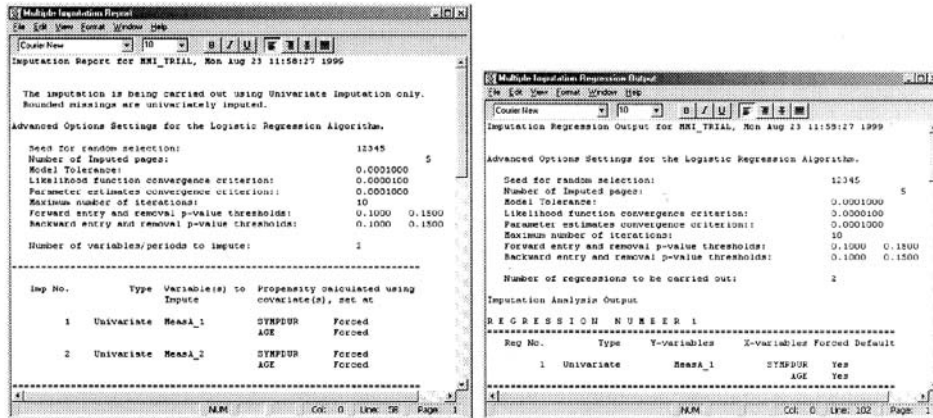 Multiple Imputation Report
File Edit View Format Window Help
Courier New 10 B I U
Imputation Report for MMI_TRIAL, Mon Aug 23 11:58:27 1999
The imputation is being carried out using Univariate Imputation only.
Bounded missings are univariately imputed.
Advanced Options Settings for the Logistic Regression Algorithm.
Seed for random selection: 12345
Number of Imputed pages: 5
Model Tolerance: 0.0001000
Likelihood function convergence criterion: 0.0000100
Parameter estimates convergence criterion:: 0.0001000
Maximum number of iterations: 10
Forward entry and removal p-value thresholds: 0.1000 0.1500
Backward entry and removal p-value thresholds: 0.1000 0.1500
Number of variables/periods to impute: 2
Imp No. Type Variable(s) to Propensity calculated using
Impute covariate(s), set at
1 Univariate MeasA_1 SYMPDUR Forced
AGE Forced
2 Univariate MeasA_2 SYMPDUR Forced
AGE Forced
NUM Col: 0 Line: 58 Page: 1
Multiple Imputation Regression Output
File Edit View Format Window Help
Courier New 10 B I U
Imputation Regression Output for MMI_TRIAL, Mon Aug 23 11:59:27 1999
Advanced Options Settings for the Logistic Regression Algorithm.
Seed for random selection: 12345
Number of Imputed pages: 5
Model Tolerance: 0.0001000
Likelihood function convergence criterion: 0.0000100
Parameter estimates convergence criterion:: 0.0001000
Maximum number of iterations: 10
Forward entry and removal p-value thresholds: 0.1000 0.1500
Backward entry and removal p-value thresholds: 0.1000 0.1500
Number of regressions to be carried out: 2
Imputation Analysis Output
R E G R E S S I O N N U M B E R 1
Reg No. Type Y-variables X-variables Forced Default
1 Univariate MeasA_1 SYMPDUR Yes
AGE Yes
NUM Col: 0 Line: 102 Page: 1